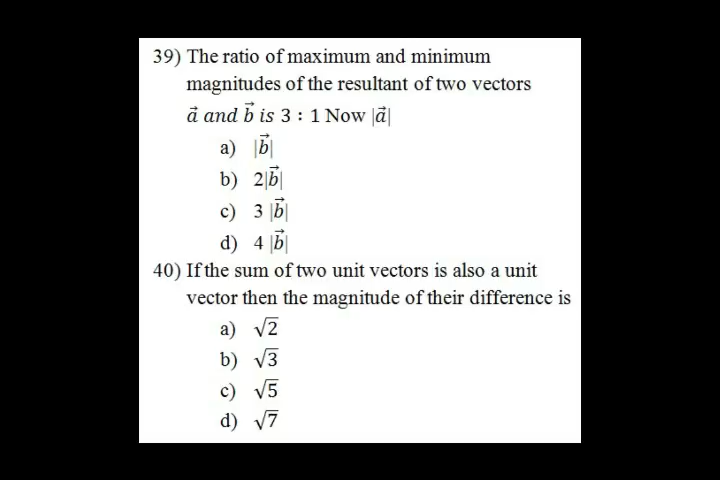 39) The ratio of maximum and minimum
magnitudes of the resultant of two vectors
a⃗ and b⃗ is 3 : 1 Now |a⃗|
a) |b⃗|
b) 2|b⃗|
c) 3 |b⃗|
d) 4 |b⃗|
40) If the sum of two unit vectors is also a unit
vector then the magnitude of their difference is
a) √2
b) √3
c) √5
d) √7